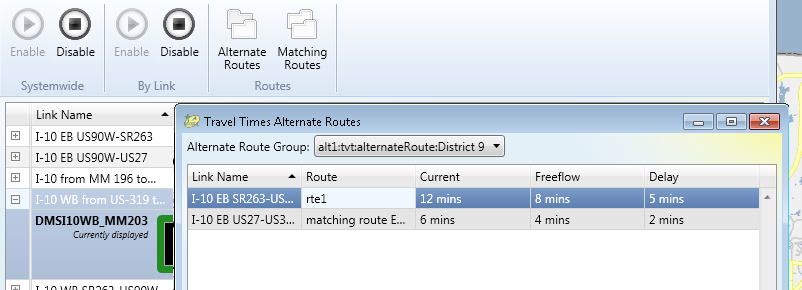 Enable Disable Enable Disable Alternate Routes Matching Routes
Systemwide By Link Routes
Link Name
I-10 EB US90W-SR263
I-10 EB US90W-US27
I-10 from MM 196 to...
I-10 WB from US-319 t...
DMSI10WB_MM203
Currently displayed
I-10 WB SR263-US90W
Travel Times Alternate Routes
Alternate Route Group: alt1:tvt:alternateRoute:District 9
Link Name Route Current Freeflow Delay
I-10 EB SR263-US... rte1 12 mins 8 mins 5 mins
I-10 EB US27-US3... matching route E... 6 mins 4 mins 2 mins